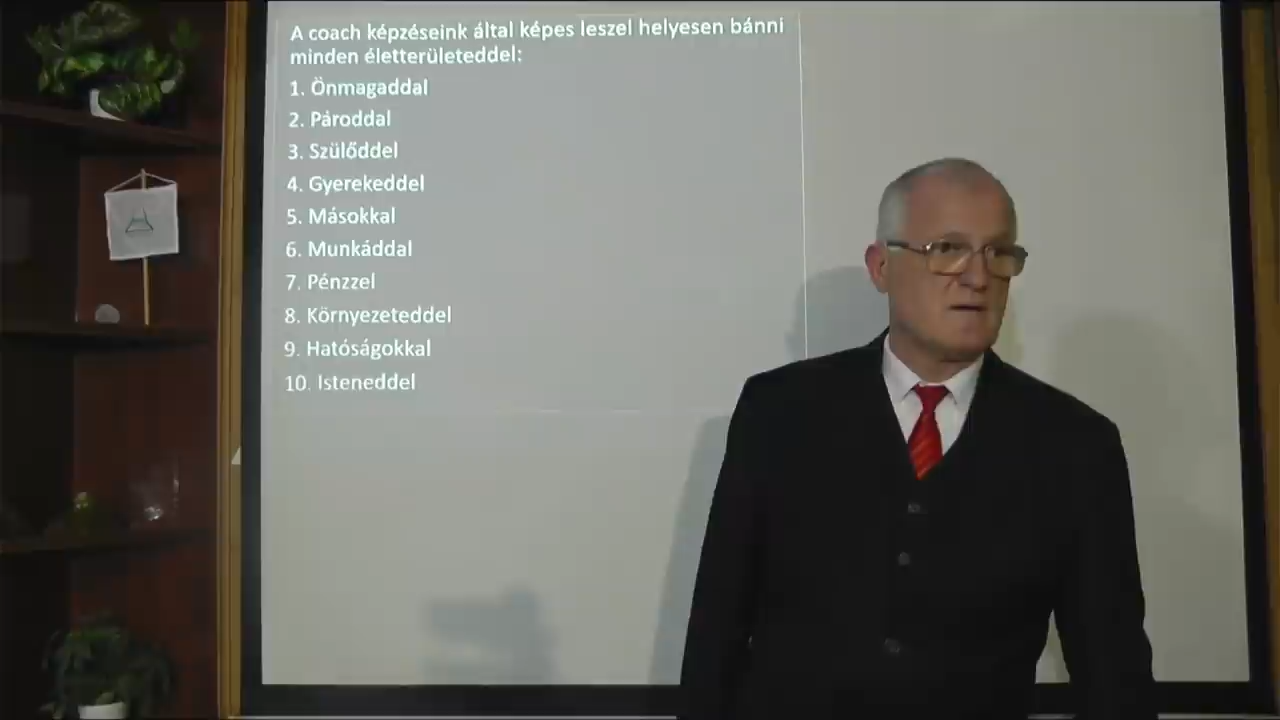 A coach képzéseink által képes leszel helyesen bánni
minden életterületeddel:
1. Önmagaddal
2. Pároddal
3. Szülőddel
4. Gyerekeddel
5. Másokkal
6. Munkáddal
7. Pénzzel
8. Környezeteddel
9. Hatóságokkal
10. Isteneddel